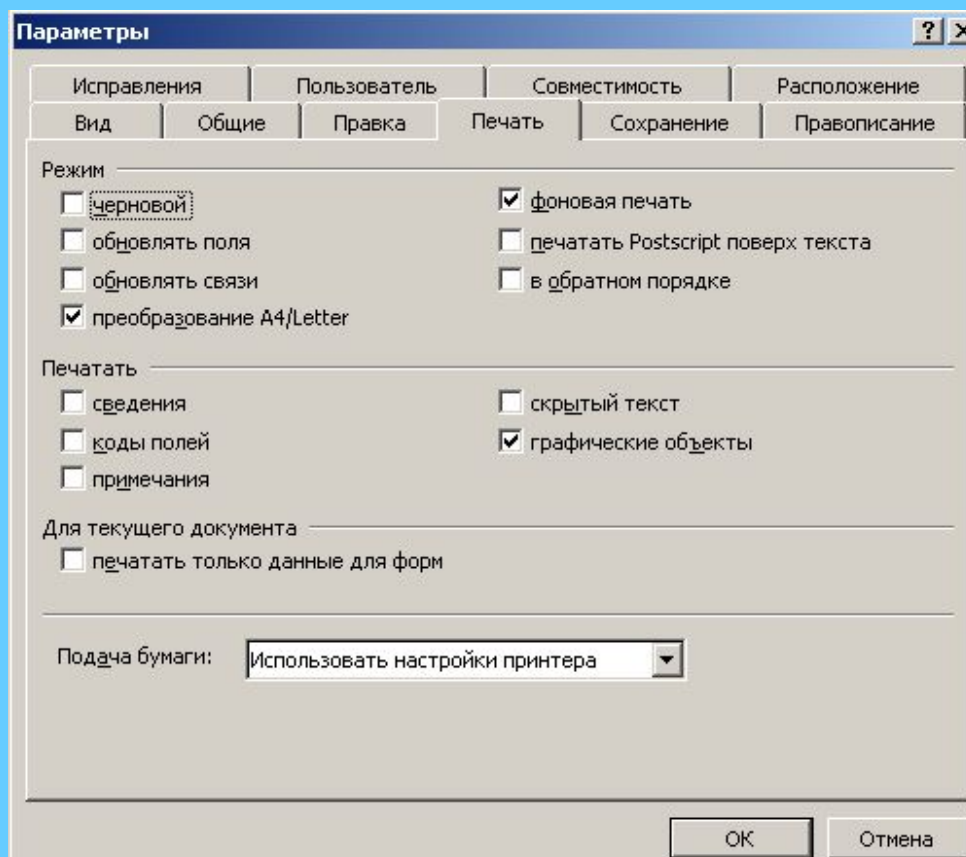 Параметры
Исправления Пользователь Совместимость Расположение
Вид Общие Правка Печать Сохранение Правописание
Режим
черновой
обновлять поля
обновлять связи
преобразование A4/Letter
фоновая печать
печатать Postscript поверх текста
в обратном порядке
Печатать
сведения
коды полей
примечания
скрытый текст
графические объекты
Для текущего документа
печатать только данные для форм
Подача бумаги: Использовать настройки принтера
ОК Отмена